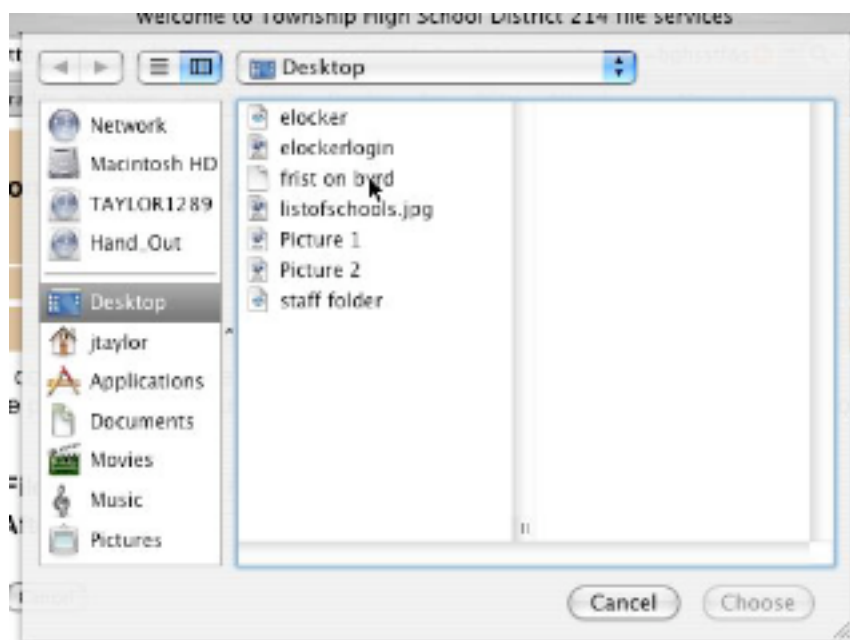 Welcome to Township High School District 214 file services
Desktop
Network
Macintosh HD
TAYLOR1289
Hand_Out
Desktop
jtaylor
Applications
Documents
Movies
Music
Pictures
elocker
elockerlogin
frist on byrd
listofschools.jpg
Picture 1
Picture 2
staff folder
Cancel
Cancel
Choose